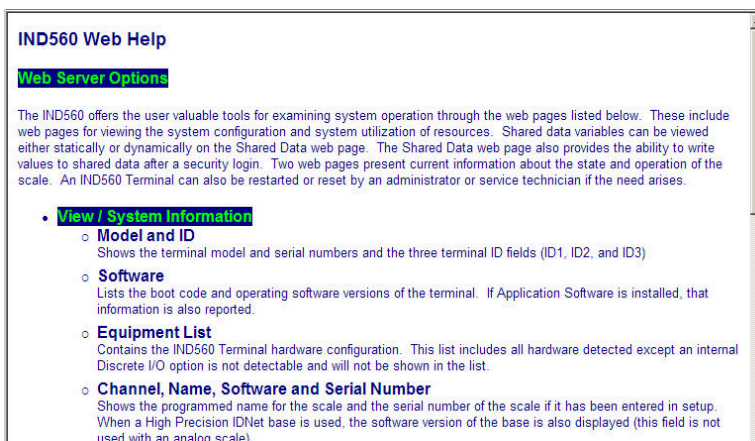 IND560 Web Help
Web Server Options
The IND560 offers the user valuable tools for examining system operation through the web pages listed below. These include
web pages for viewing the system configuration and system utilization of resources. Shared data variables can be viewed
either statically or dynamically on the Shared Data web page. The Shared Data web page also provides the ability to write
values to shared data after a security login. Two web pages present current information about the state and operation of the
scale. An IND560 Terminal can also be restarted or reset by an administrator or service technician if the need arises.
• View / System Information
○ Model and ID
Shows the terminal model and serial numbers and the three terminal ID fields (ID1, ID2, and ID3)
○ Software
Lists the boot code and operating software versions of the terminal. If Application Software is installed, that
information is also reported.
○ Equipment List
Contains the IND560 Terminal hardware configuration. This list includes all hardware detected except an internal
Discrete I/O option is not detectable and will not be shown in the list.
○ Channel, Name, Software and Serial Number
Shows the programmed name for the scale and the serial number of the scale if it has been entered in setup.
When a High Precision IDNet base is used, the software version of the base is also displayed (this field is not
used with an analog scale)